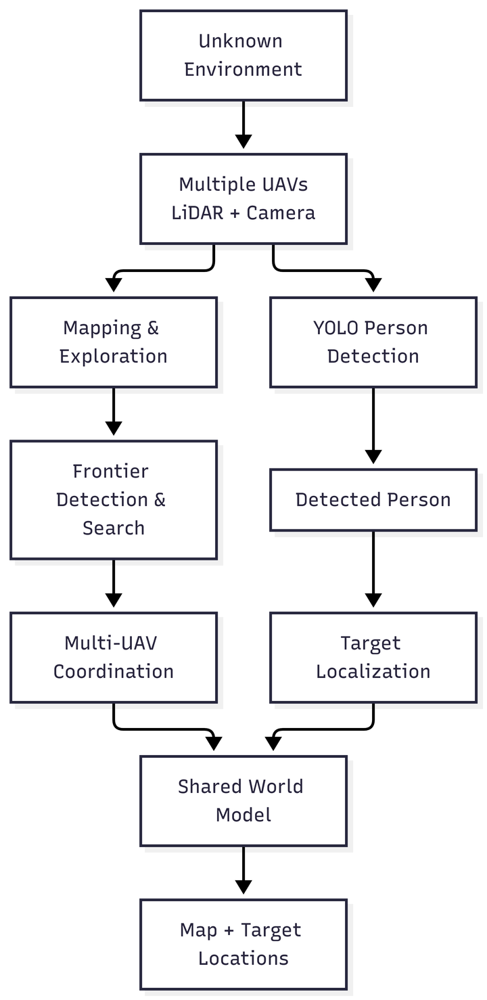 Unknown
Environment
Multiple UAVs
LiDAR + Camera
Mapping &
Exploration
YOLO Person
Detection
Frontier
Detection &
Search
Detected Person
Multi-UAV
Coordination
Target
Localization
Shared World
Model
Map + Target
Locations